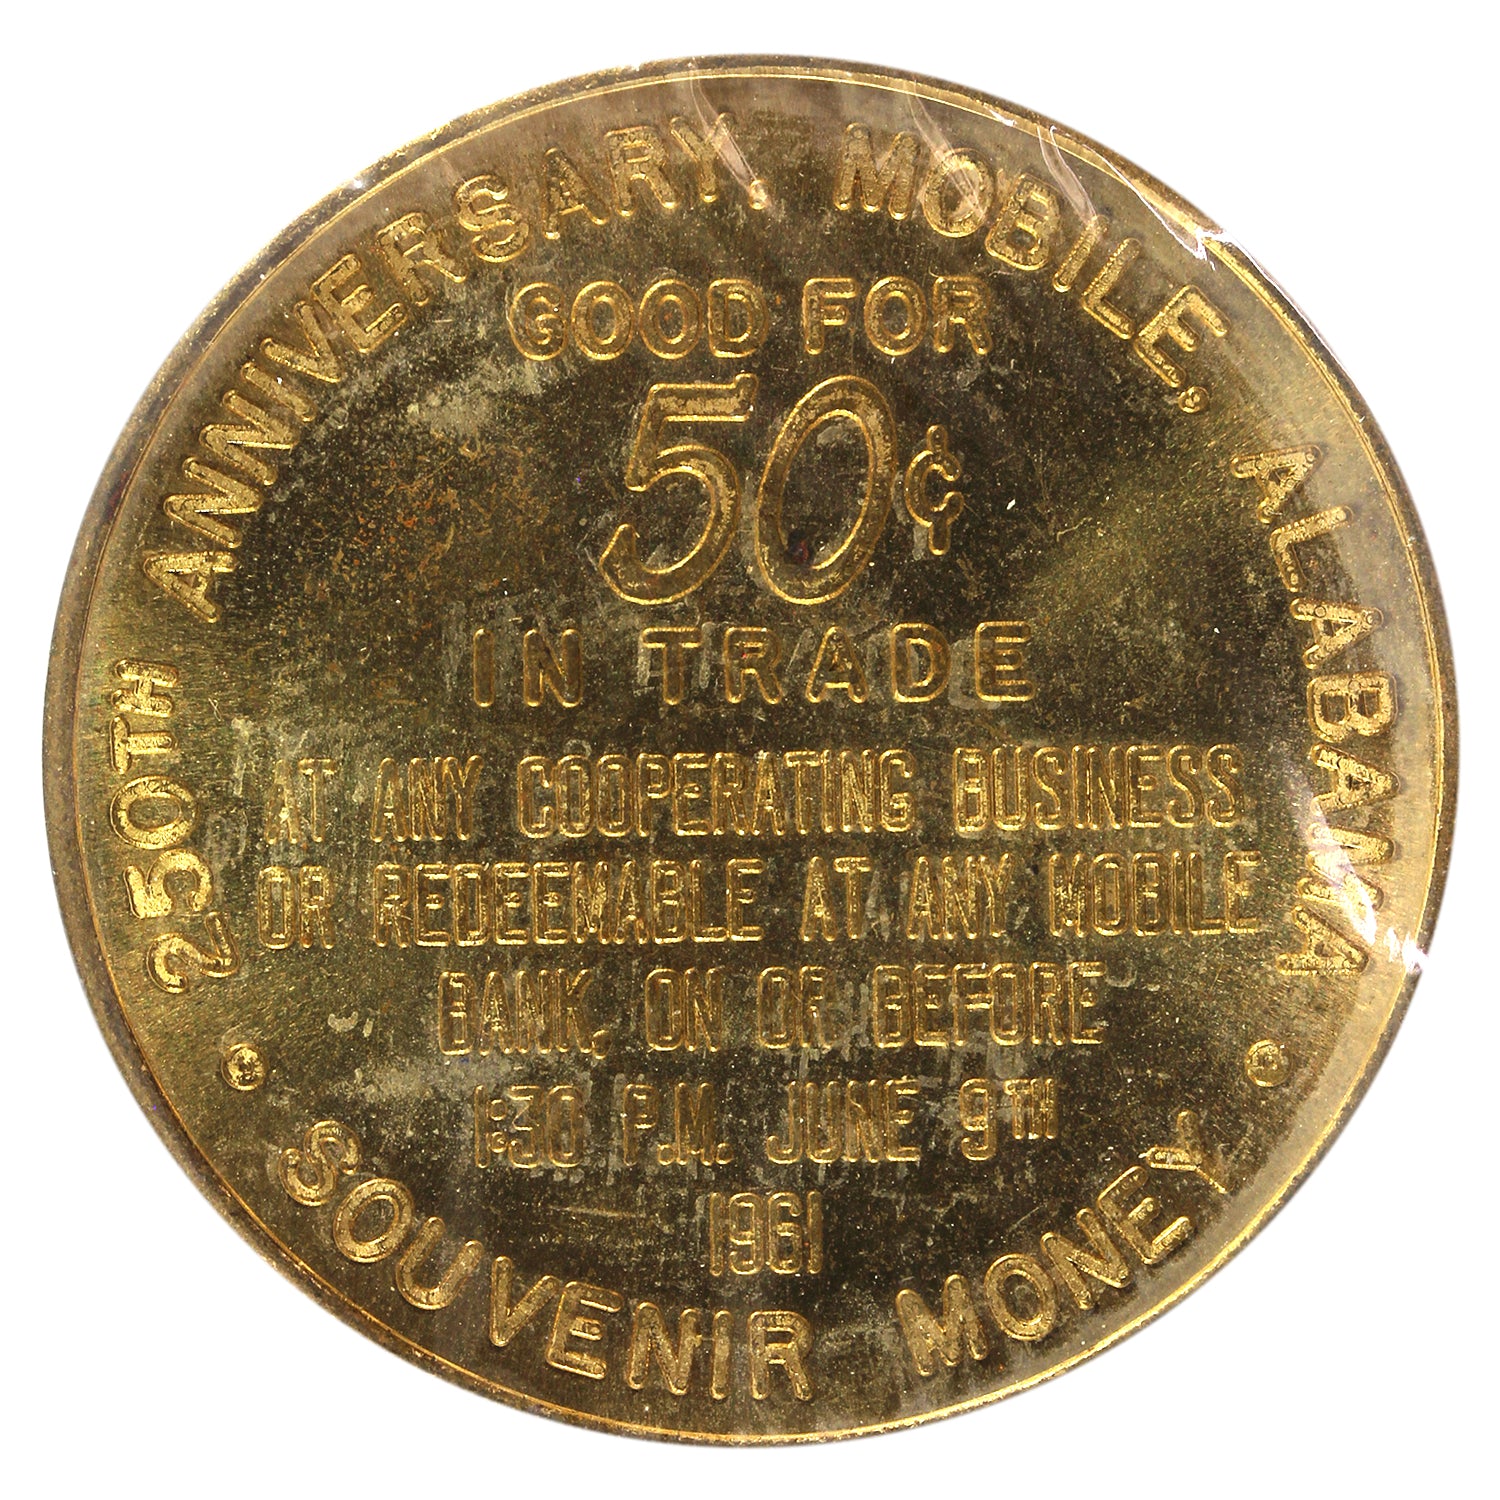 250TH ANNIVERSARY. MOBILE, ALABAMA
GOOD FOR
50¢
IN TRADE
AT ANY COOPERATING BUSINESS
OR REDEEMABLE AT ANY MOBILE
BANK, ON OR BEFORE
1:30 P.M. JUNE 9TH
1961
• SOUVENIR MONEY •